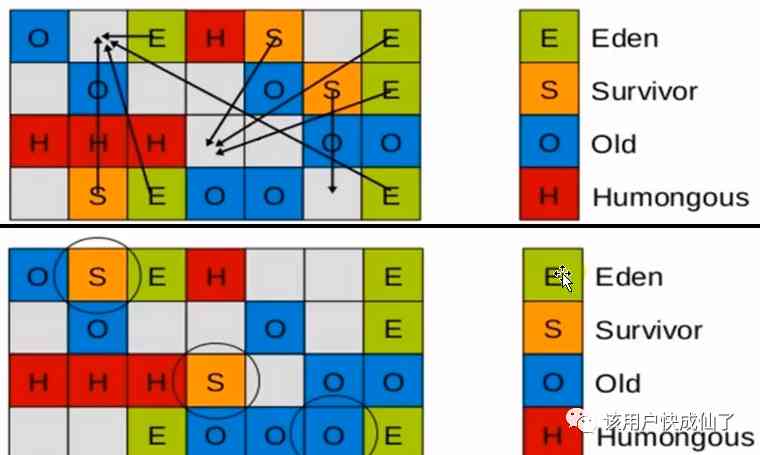 O E H S E E Eden
O O S E S Survivor
H H H O O O Old
S E O O E H Humongous
O S E H E E Eden
O O E S Survivor
H H H S O O O Old
E O O O E H Humongous
该用户快成仙了